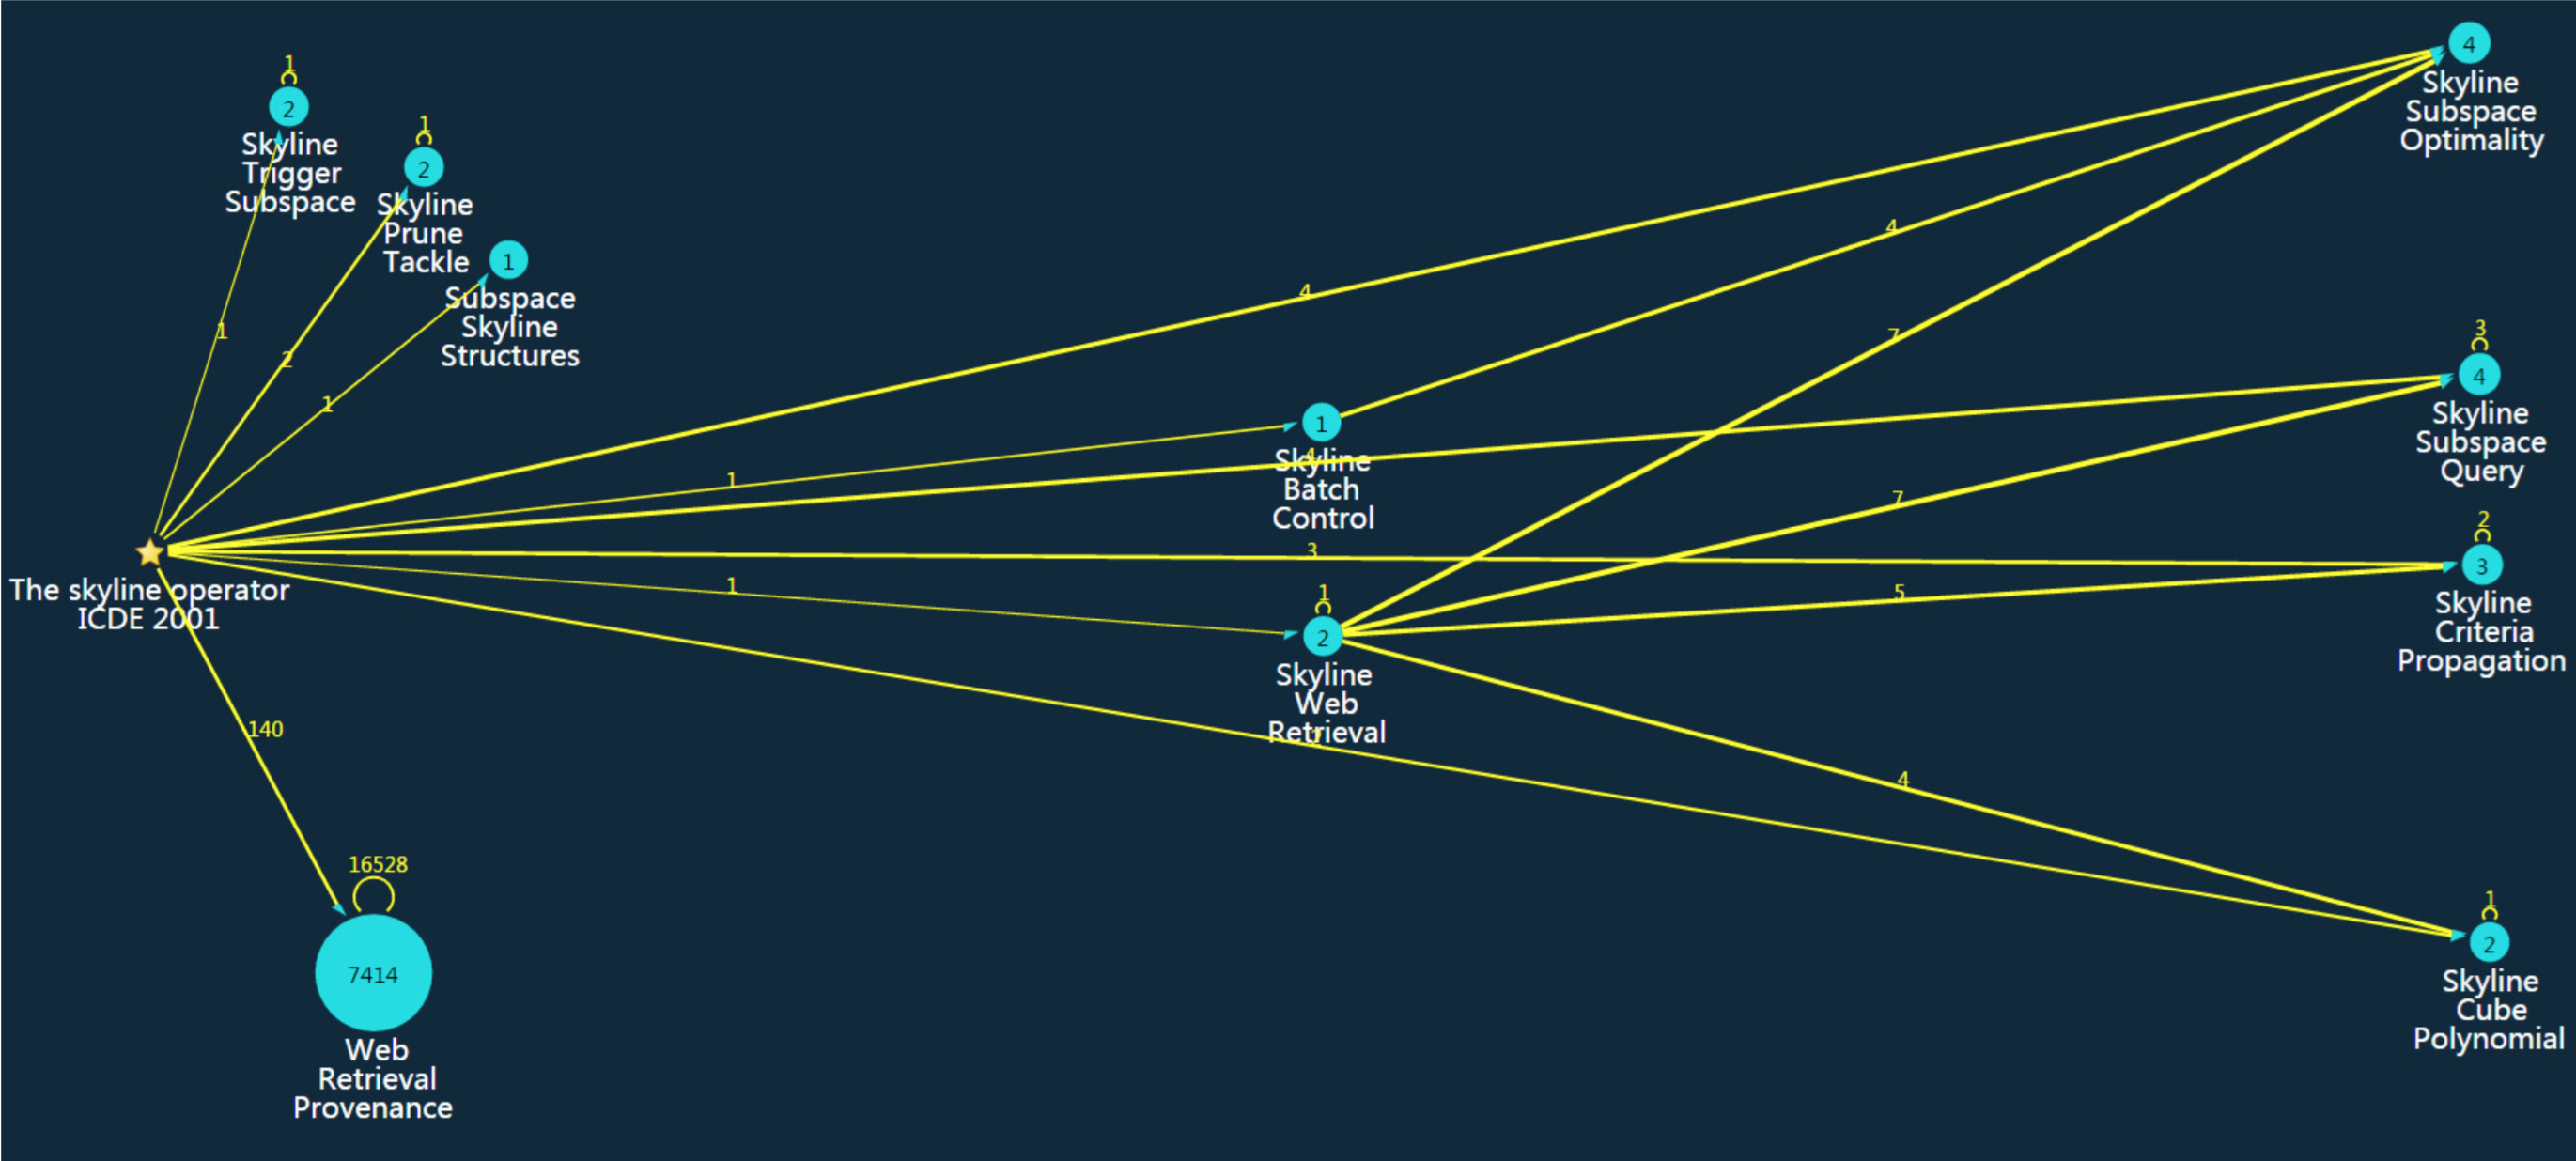 1
2
Skyline
Trigger
Subspace
1
2
Skyline
Prune
Tackle
1
Subspace
Skyline
Structures
4
Skyline
Subspace
Optimality
1
2
1
4
4
7
1
1
Skyline
Batch
Control
4
3
4
Skyline
Subspace
Query
7
The skyline operator
ICDE 2001
3
1
1
2
Skyline
Web
Retrieval
2
5
2
3
Skyline
Criteria
Propagation
4
140
16528
7414
Web
Retrieval
Provenance
1
2
Skyline
Cube
Polynomial